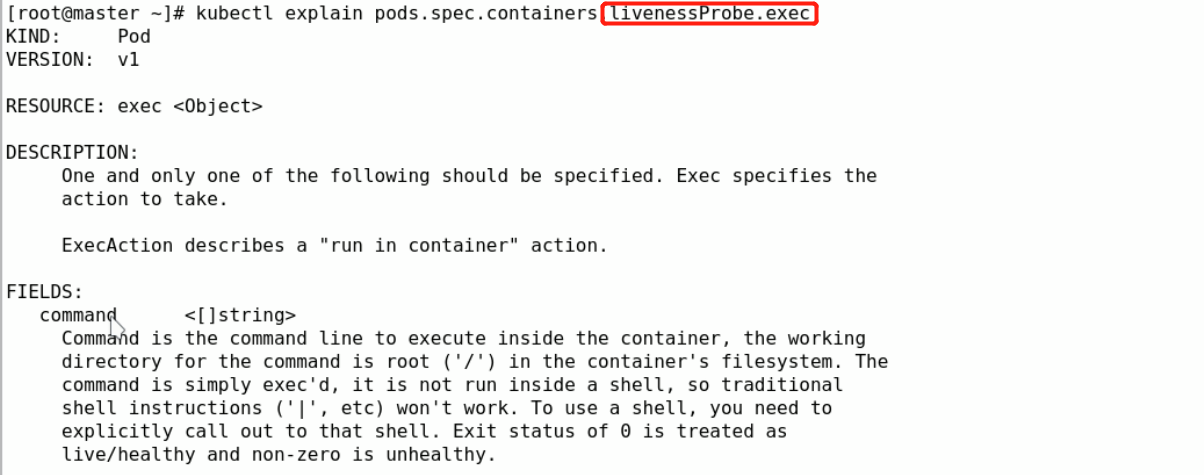 [root@master ~]# kubectl explain pods.spec.containers.livenessProbe.exec
KIND:     Pod
VERSION:  v1
RESOURCE: exec <Object>
DESCRIPTION:
     One and only one of the following should be specified. Exec specifies the
     action to take.
     ExecAction describes a "run in container" action.
FIELDS:
   command      <[]string>
     Command is the command line to execute inside the container, the working
     directory for the command is root ('/') in the container's filesystem. The
     command is simply exec'd, it is not run inside a shell, so traditional
     shell instructions ('|', etc) won't work. To use a shell, you need to
     explicitly call out to that shell. Exit status of 0 is treated as
     live/healthy and non-zero is unhealthy.